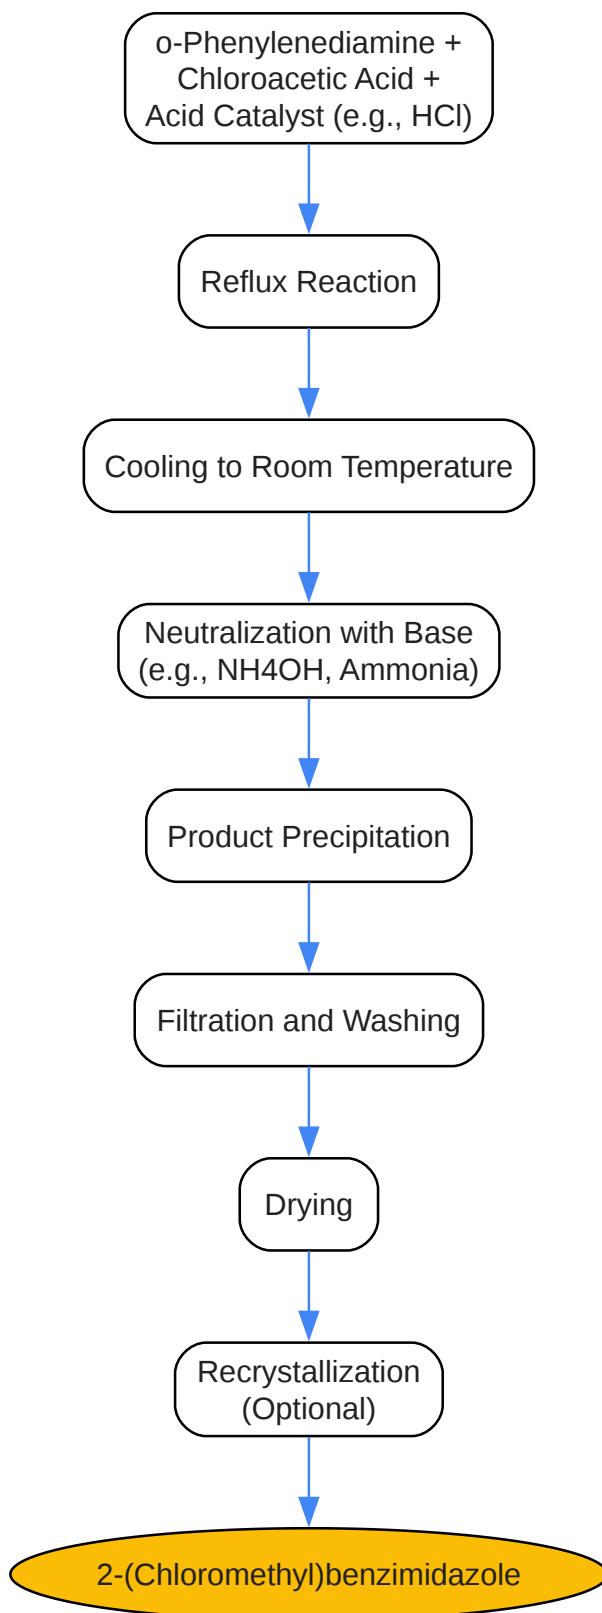 o-Phenylenediamine +
Chloroacetic Acid +
Acid Catalyst (e.g., HCl)
Reflux Reaction
Cooling to Room Temperature
Neutralization with Base
(e.g., NH4OH, Ammonia)
Product Precipitation
Filtration and Washing
Drying
Recrystallization
(Optional)
2-(Chloromethyl)benzimidazole